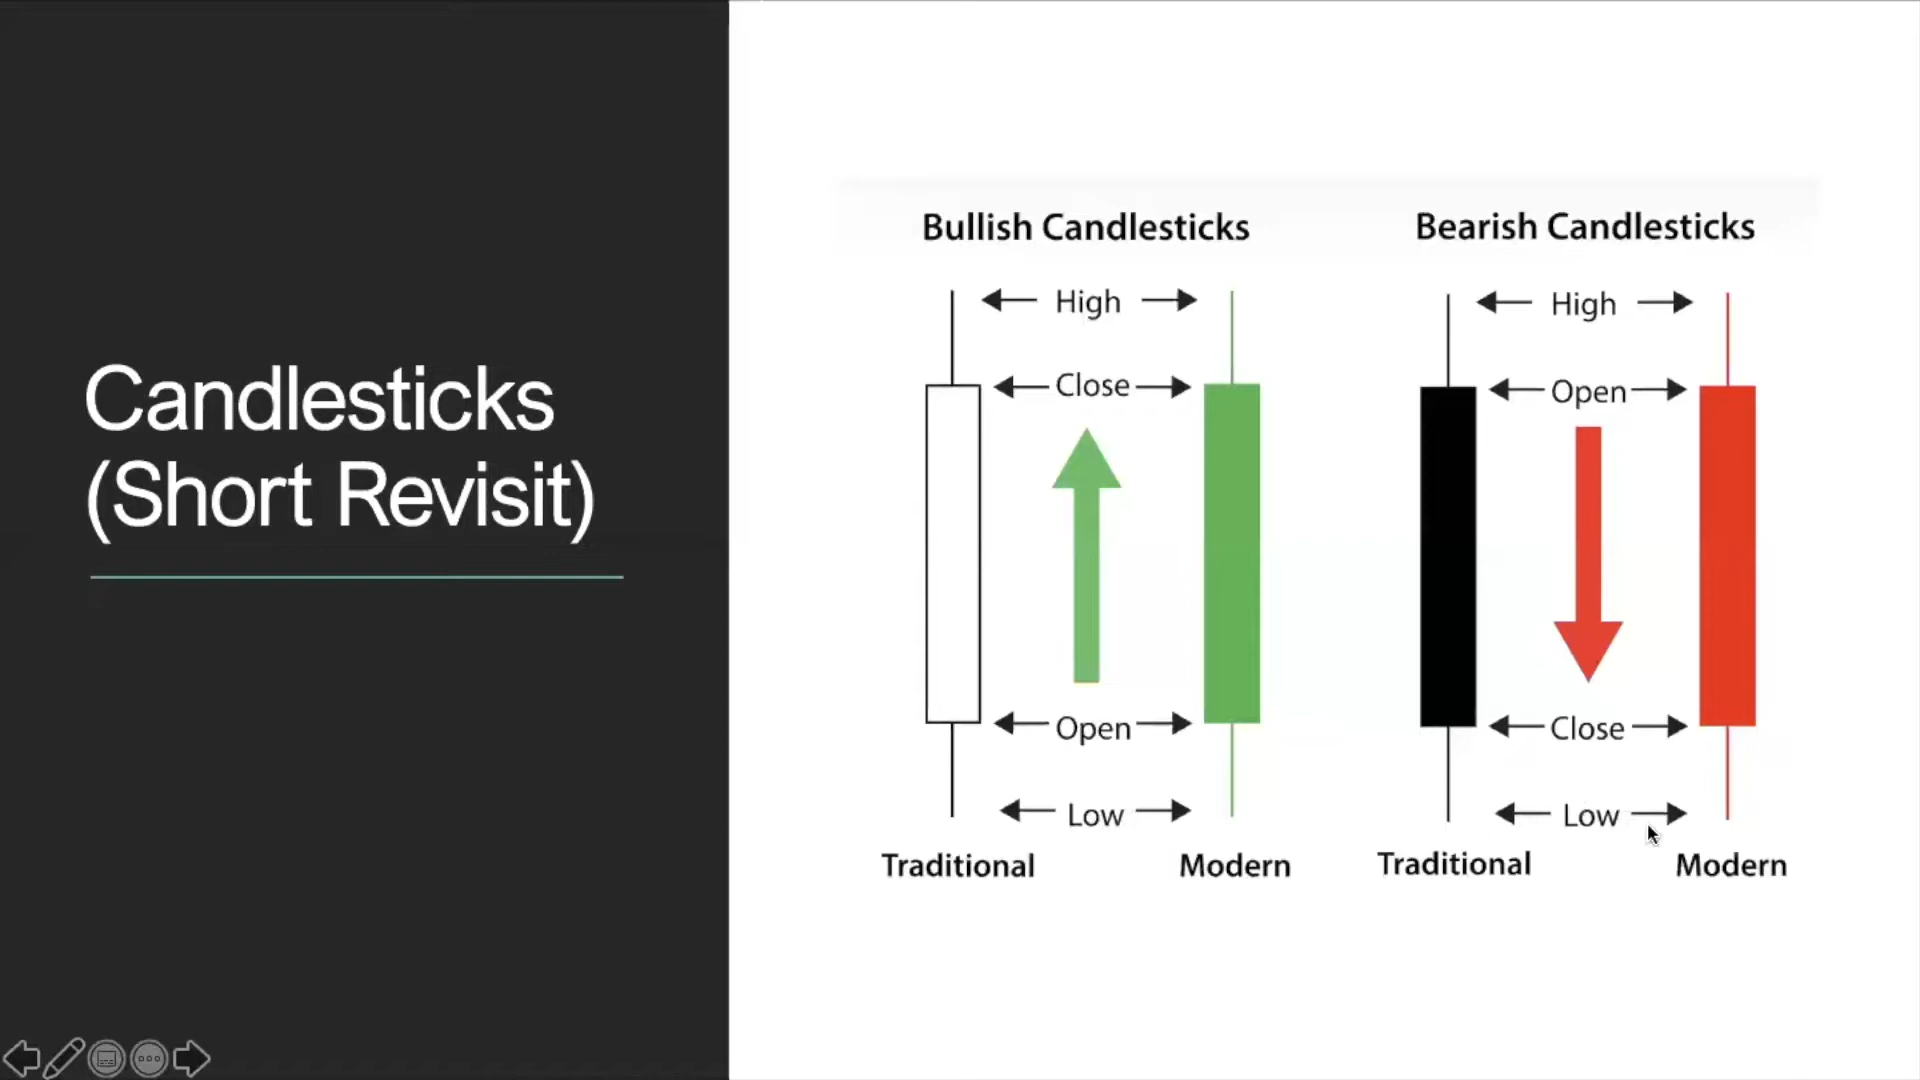 Candlesticks
(Short Revisit)
Bullish Candlesticks
High
Close
Open
Low
Traditional
Modern
Bearish Candlesticks
High
Open
Close
Low
Traditional
Modern